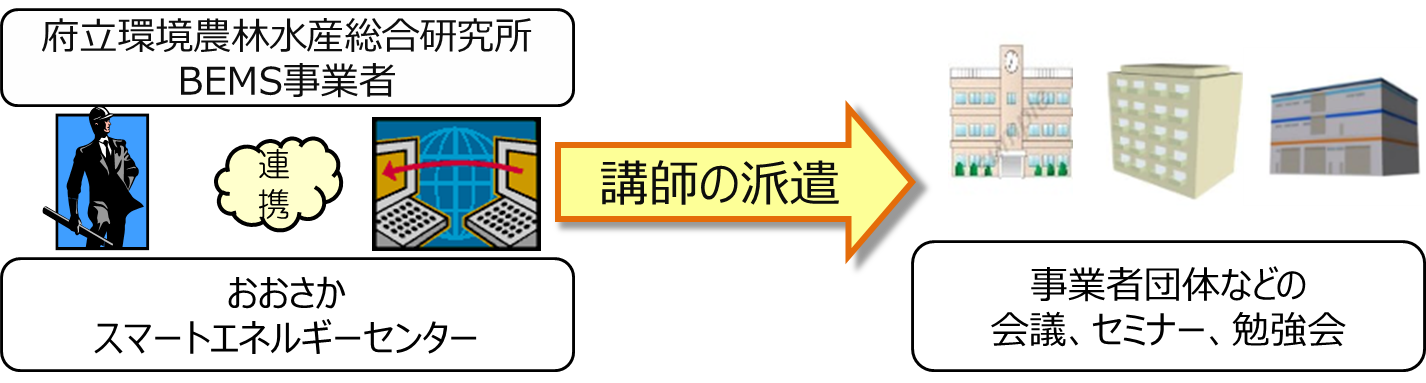 府立環境農林水産総合研究所
BEMS事業者
連
携
おおさか
スマートエネルギーセンター
講師の派遣
事業者団体などの
会議、セミナー、勉強会